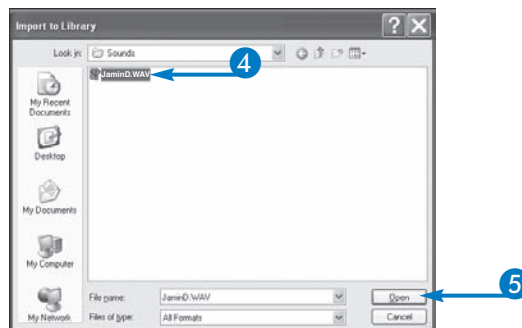 Import to Library
Look in: Sounds
4
JaminD.WAV
My Recent
Documents
Desktop
My Documents
My Computer
My Network
File name: JaminD.WAV Open
5
Files of type: All Formats Cancel